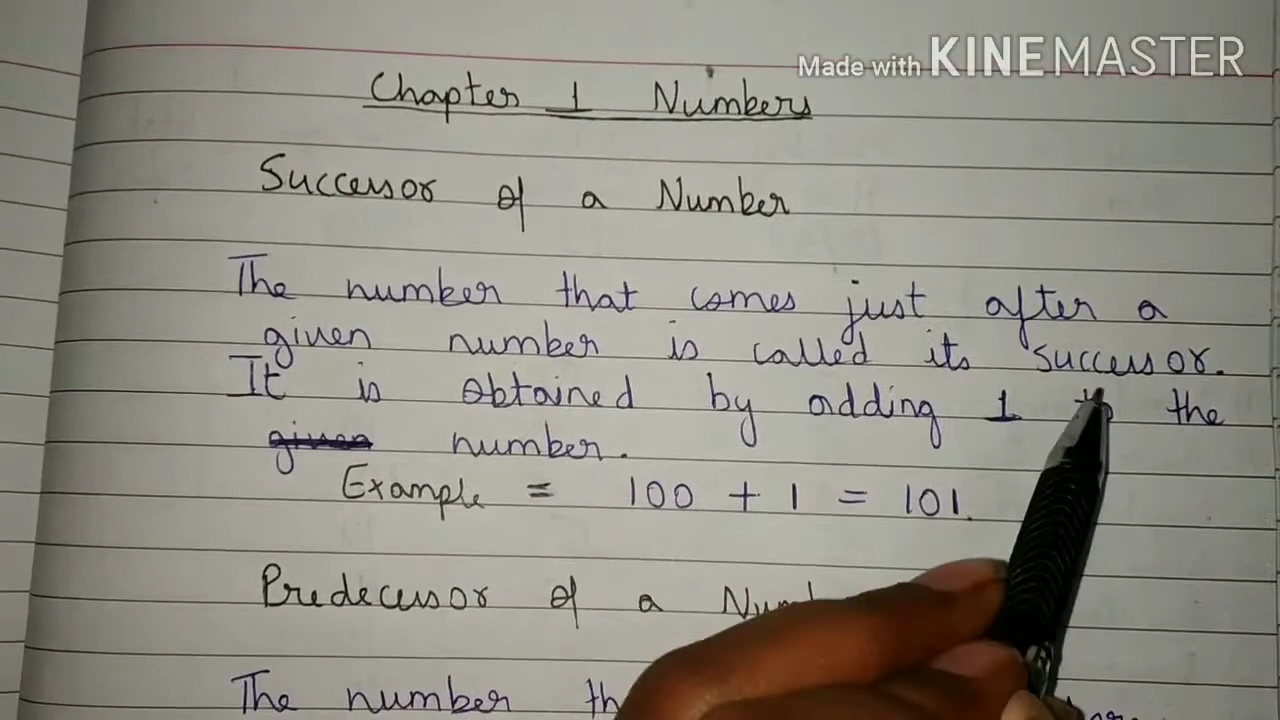 Made with KINEMASTER
Chapter 1 Numbers
Successor of a Number
The number that comes just after a
given number is called its successor.
It is obtained by adding 1 to the
given number.
Example = 100 + 1 = 101.
Predecessor of a
The number